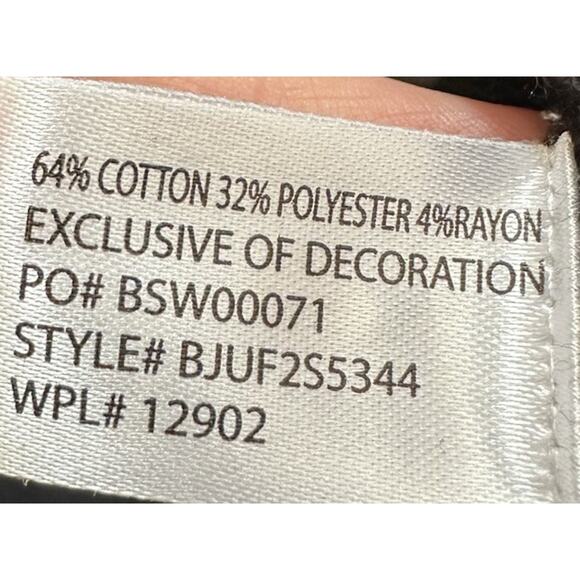 64% COTTON 32% POLYESTER 4%RAYON
EXCLUSIVE OF DECORATION
PO# BSW00071
STYLE# BJUF2S5344
WPL# 12902